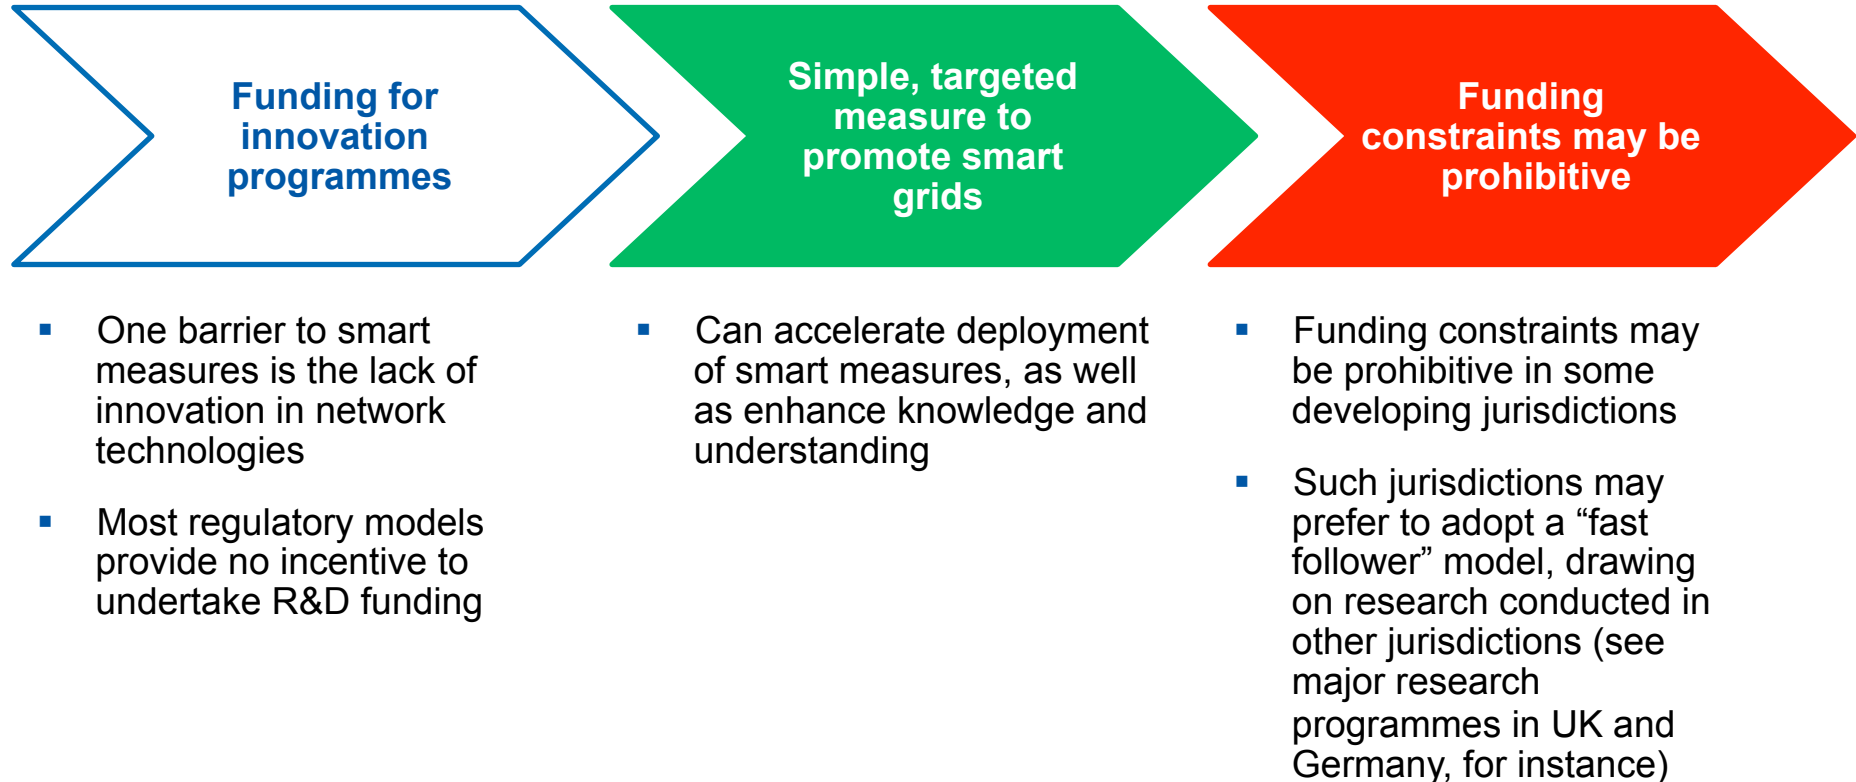 Funding for
innovation
programmes
Simple, targeted
measure to
promote smart
grids
Funding
constraints may be
prohibitive
▪ One barrier to smart
measures is the lack of
innovation in network
technologies
▪ Most regulatory models
provide no incentive to
undertake R&D funding
▪ Can accelerate deployment
of smart measures, as well
as enhance knowledge and
understanding
▪ Funding constraints may
be prohibitive in some
developing jurisdictions
▪ Such jurisdictions may
prefer to adopt a “fast
follower” model, drawing
on research conducted in
other jurisdictions (see
major research
programmes in UK and
Germany, for instance)